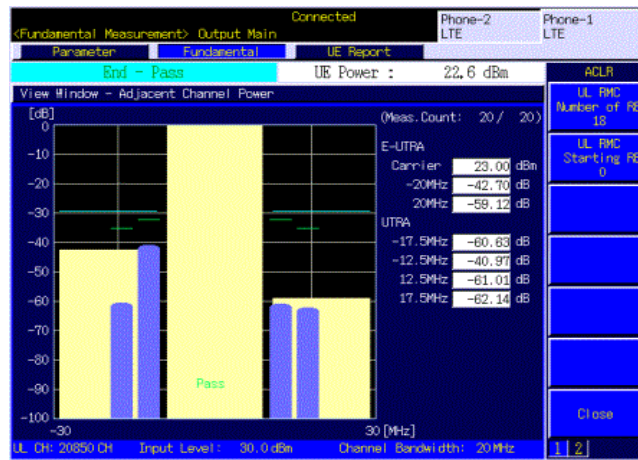 Connected
Phone-2
LTE
Phone-1
LTE
<Fundamental Measurement> Output Main
Parameter
Fundamental
UE Report
End - Pass
UE Power : 22.6 dBm
ACLR
View Window - Adjacent Channel Power
UL RMC
Number of RB
18
UL RMC
Starting RB
0
Close
1 2
[dB]
0
-10
-20
-30
-40
-50
-60
-70
-80
-90
-100
-30
30 [MHz]
Pass
(Meas.Count: 20/ 20)
E-UTRA
Carrier 23.00 dBm
-20MHz -42.70 dB
20MHz -59.12 dB
UTRA
-17.5MHz -60.63 dB
-12.5MHz -40.97 dB
12.5MHz -61.01 dB
17.5MHz -62.14 dB
UL CH: 20850 CH Input Level: 30.0 dBm Channel Bandwidth: 20 MHz